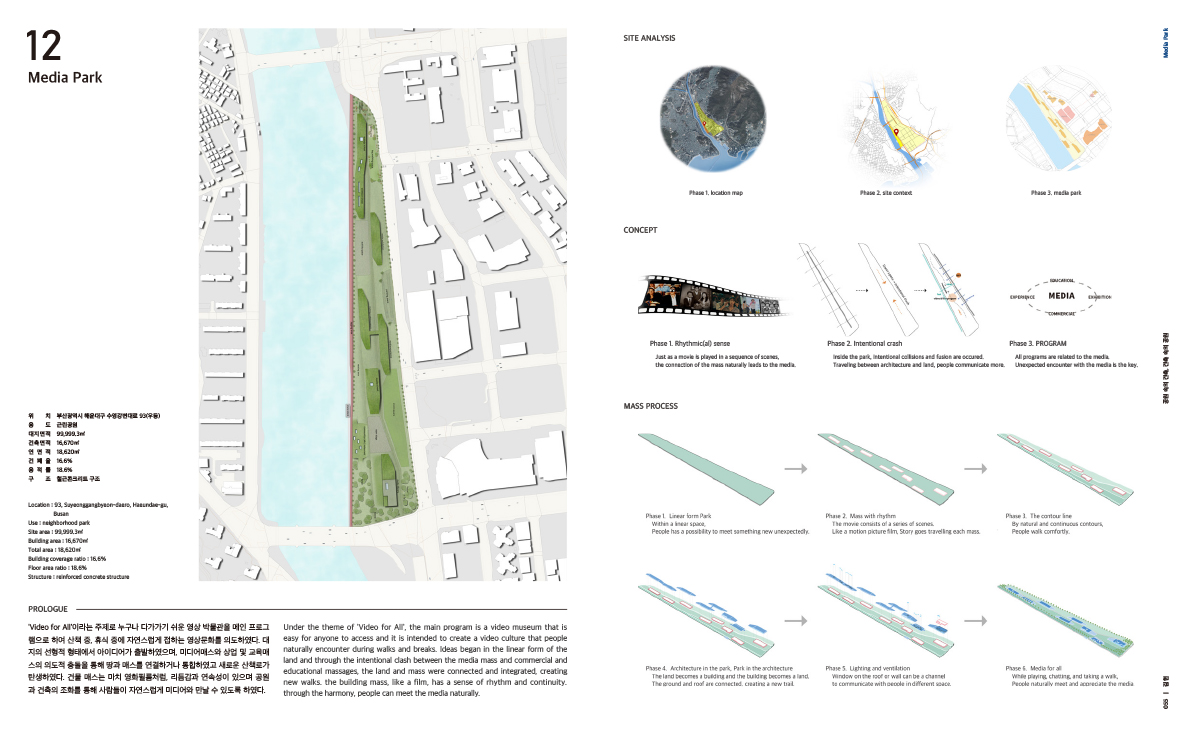 12
Media Park
위 치 부산광역시 해운대구 수영강변대로 93(우동)
용 도 근린공원
대지면적 99,999.3㎡
건축면적 16,670㎡
연 면 적 18,620㎡
건 폐 율 16.6%
용 적 률 18.6%
구 조 철근콘크리트 구조
Location : 93, Suyeonggangbyeon-daero, Haeundae-gu,
Busan
Use : neighborhood park
Site area : 99,999.3㎡
Building area : 16,670㎡
Total area : 18,620㎡
Building coverage ratio : 16.6%
Floor area ratio : 18.6%
Structure : reinforced concrete structure
PROLOGUE
'Video for All'이라는 주제로 누구나 다가가기 쉬운 영상 박물관을 메인 프로그
램으로 하여 산책 중, 휴식 중에 자연스럽게 접하는 영상문화를 의도하였다. 대
지의 선형적 형태에서 아이디어가 출발하였으며, 미디어매스와 상업 및 교육매
스의 의도적 충돌을 통해 땅과 매스를 연결하거나 통합하였고 새로운 산책로가
탄생하였다. 건물 매스는 마치 영화필름처럼, 리듬감과 연속성이 있으며 공원
과 건축의 조화를 통해 사람들이 자연스럽게 미디어와 만날 수 있도록 하였다.
Under the theme of 'Video for All', the main program is a video museum that is
easy for anyone to access and it is intended to create a video culture that people
naturally encounter during walks and breaks. Ideas began in the linear form of the
land and through the intentional clash between the media mass and commercial and
educational massages, the land and mass were connected and integrated, creating
new walks. the building mass, like a film, has a sense of rhythm and continuity.
through the harmony, people can meet the media naturally.
SITE ANALYSIS
Phase 1. location map
Phase 2. site context
Phase 3. media park
CONCEPT
EDUCATION
EXPERIENCE
MEDIA
EXHIBITION
COMMERCIAL
Phase 1. Rhythmic(al) sense
Just as a movie is played in a sequence of scenes,
the connection of the mass naturally leads to the media.
Phase 2. Intentional crash
Inside the park, Intentional collisions and fusion are occured.
Traveling between architecture and land, people communicate more.
Phase 3. PROGRAM
All programs are related to the media.
Unexpected encounter with the media is the key.
MASS PROCESS
Phase 1. Linear form Park
Within a linear space,
People has a possibility to meet something new unexpectedly.
Phase 2. Mass with rhythm
The movie consists of a series of scenes.
Like a motion picture film, Story goes travelling each mass.
Phase 3. The contour line
By natural and continuous contours,
People walk comfortly.
Phase 4. Architecture in the park, Park in the architecture
The land becomes a building and the building becomes a land.
The ground and roof are connected, creating a new trail.
Phase 5. Lighting and ventilation
Window on the roof or wall can be a channel
to communicate with people in different space.
Phase 6. Media for all
While playing, chatting, and taking a walk,
People naturally meet and appreciate the media
Media Park
공원 속의 건축, 건축 속의 공원
055 | 공원